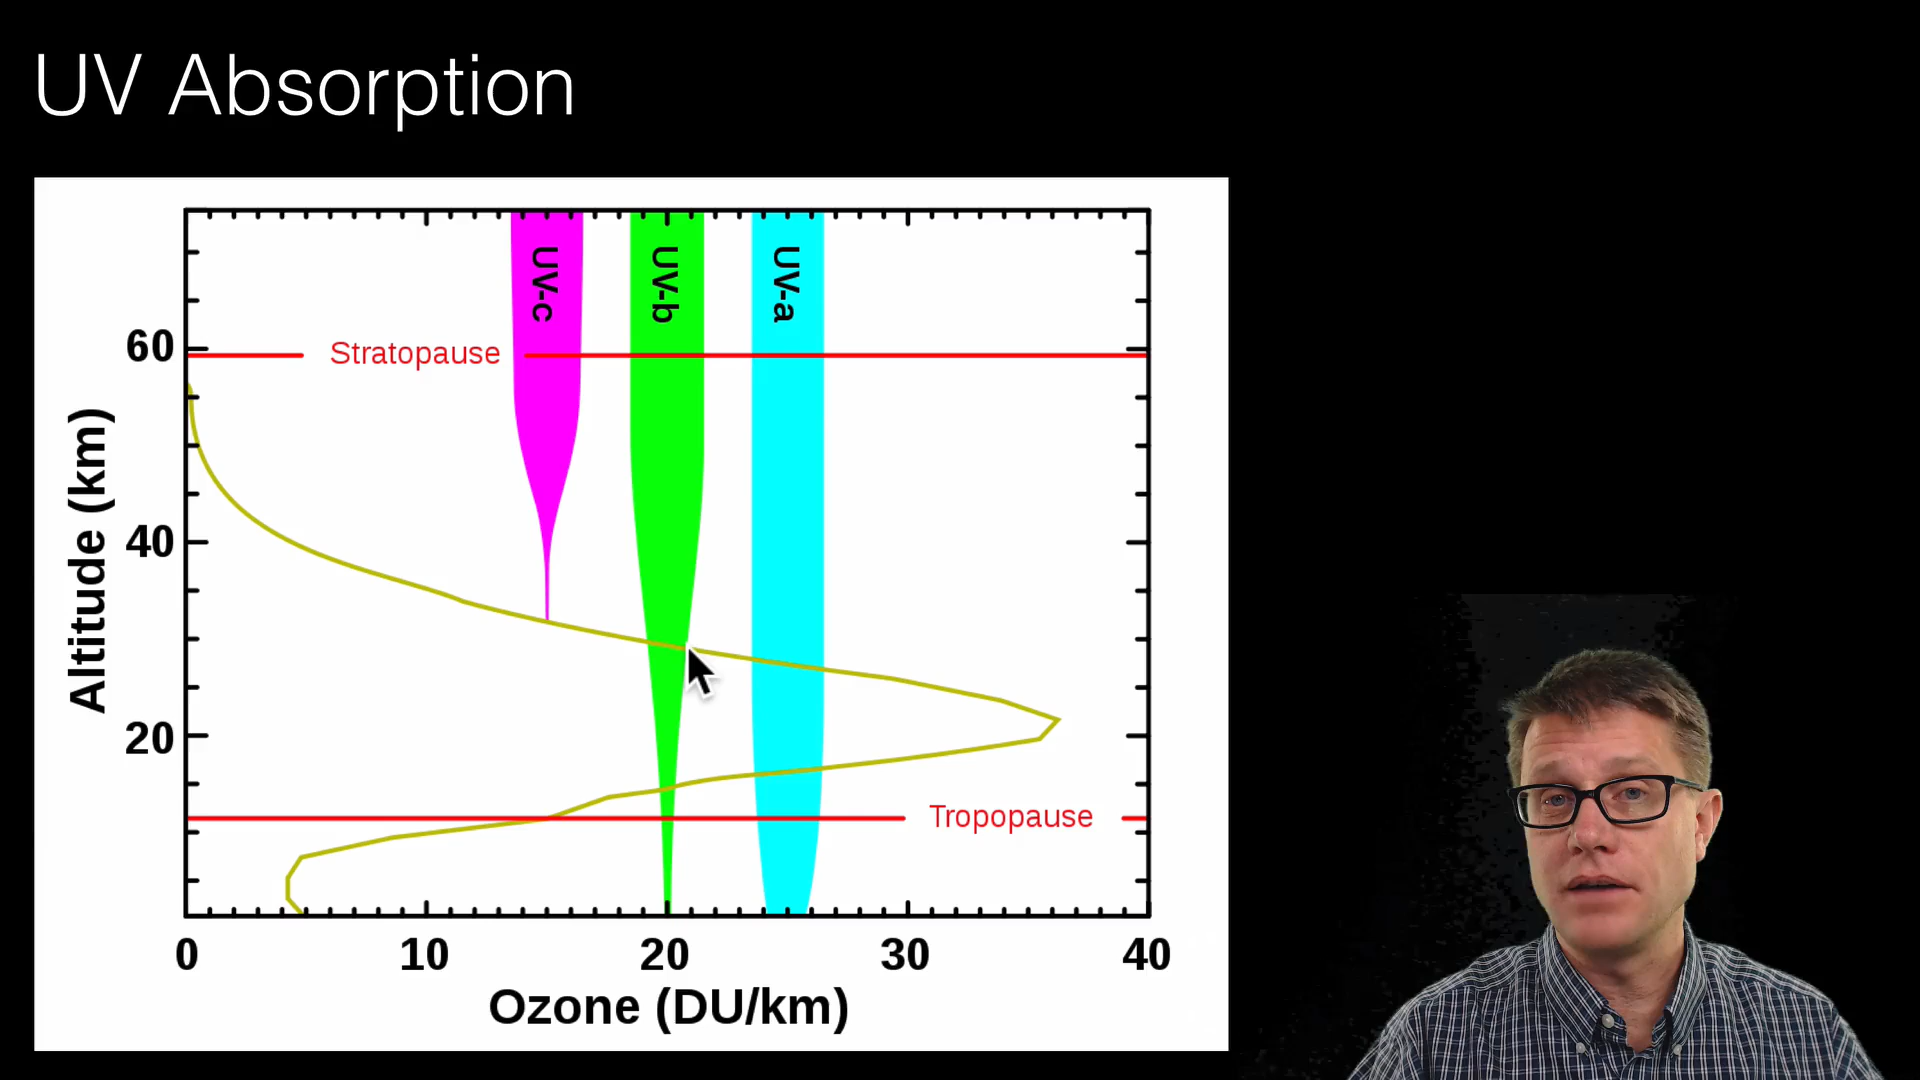 UV Absorption
UV-c
UV-b
UV-a
60
Stratopause
Altitude (km)
40
20
Tropopause
0
10
20
30
40
Ozone (DU/km)